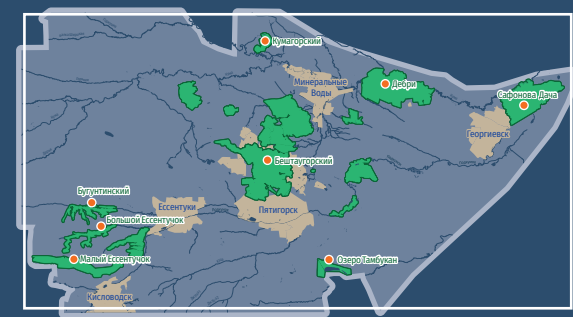 Кумагорский
Минеральные
Воды
Дебри
Сафонова Дача
Георгиевск
Бештаугорский
Бугунтинский
Ессентуки
Пятигорск
Большой Ессентучок
Малый Ессентучок
Озеро Тамбукан
Кисловодск